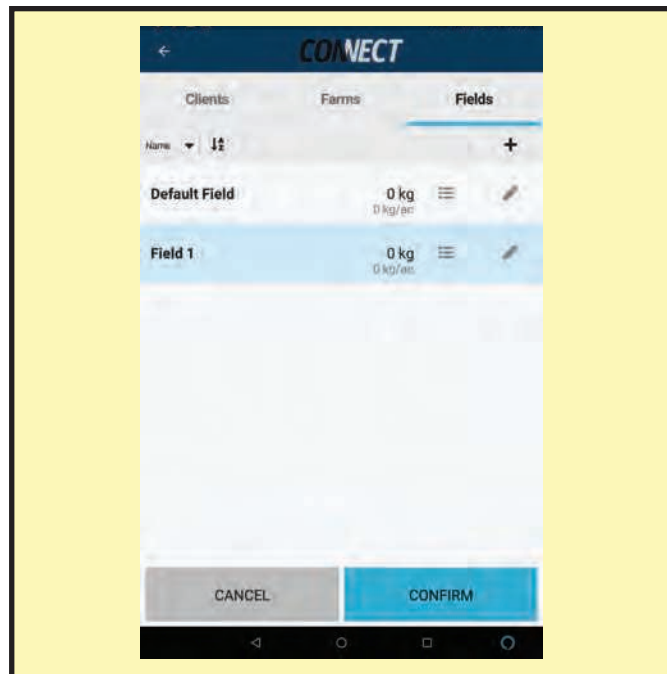 CONNECT
Clients Farms Fields
Name
Default Field 0 kg
0 kg/ac
Field 1 0 kg
0 kg/ac
CANCEL CONFIRM